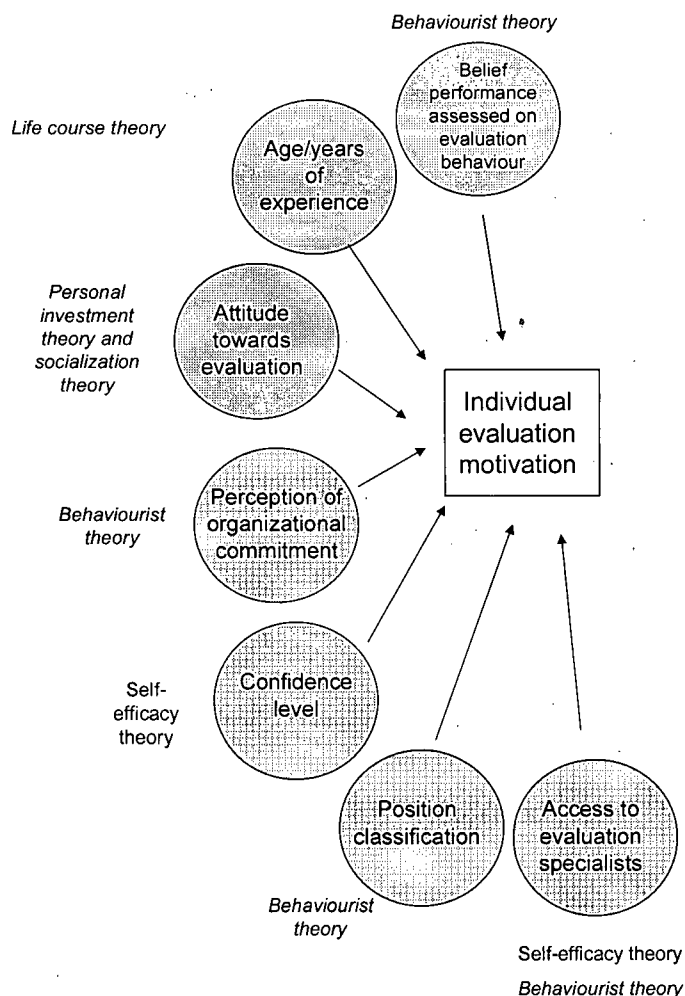 Behaviourist theory
Belief
performance
assessed on
evaluation
behaviour
Life course theory
Age/years
of
experience
Personal
investment
theory and
socialization
theory
Attitude
towards
evaluation
Individual
evaluation
motivation
Behaviourist
theory
Perception of
organizational
commitment
Self-
efficacy
theory
Confidence
level
Position
classification
Behaviourist
theory
Access to
evaluation
specialists
Self-efficacy theory
Behaviourist theory